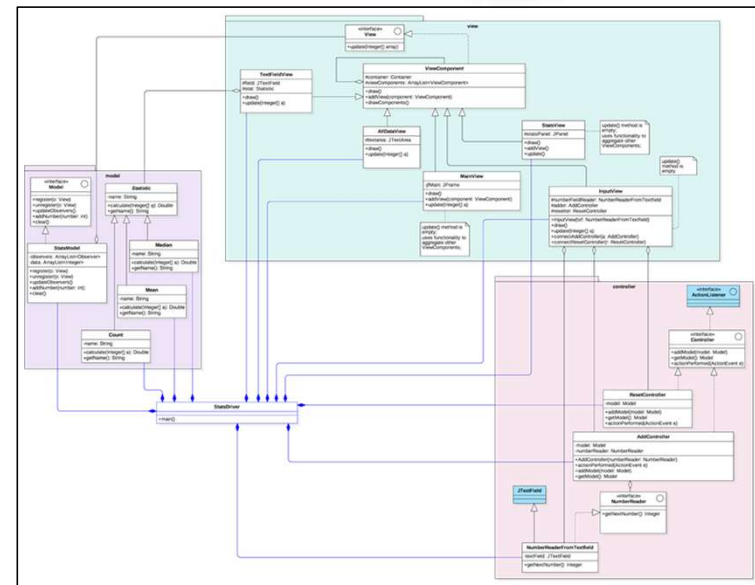 view
«interface»
View
+update(Integer[] array)
ViewComponent
#container: Container
#viewComponents: ArrayList<ViewComponent>
+draw()
+addView(component: ViewComponent)
+drawComponents()
TextFieldView
#field: JTextField
#stat: Statistic
+draw()
+update(Integer[] a)
AllDataView
#textarea: JTextArea
+draw()
+update(Integer[] a)
StatsView
#statsPanel: JPanel
+draw()
+addView()
+update()
update() method is
empty;
uses functionality to
aggregate other
ViewComponents;
update()
method is
empty
MainView
jfMain: JFrame
+draw()
+addView(component: ViewComponent)
+update(Integer[] a)
update() method is
empty;
uses functionality to
aggregate other
ViewComponents;
InputView
#numberFieldReader: NumberReaderFromTextfield
#adder: AddController
#resetter: ResetController
+draw()
+update(Integer[] a)
+connect(AddController a: AddController)
+connect(ResetController r: ResetController)
model
«interface»
Model
+register(v: View)
+unregister(v: View)
+updateObservers()
+addNumber(number: int)
+clear()
Statistic
-name: String
+calculate(Integer[] a): Double
+getName(): String
StatsModel
-observers: ArrayList<Observer>
-data: ArrayList<Integer>
+register(v: View)
+unregister(v: View)
+updateObservers()
+addNumber(number: int)
+clear()
Median
-name: String
+calculate(Integer[] a): Double
+getName(): String
Mean
-name: String
+calculate(Integer[] a): Double
+getName(): String
Count
-name: String
+calculate(Integer[] a): Double
+getName(): String
StatsDriver
+main()
controller
«interface»
ActionListener
«interface»
Controller
+addModel(model: Model)
+getModel(): Model
+actionPerformed(ActionEvent e)
ResetController
-model: Model
+addModel(model: Model)
+getModel(): Model
+actionPerformed(ActionEvent e)
AddController
-model: Model
-numberReader: NumberReader
+AddController(numberReader: NumberReader)
+actionPerformed(ActionEvent e)
+addModel(model: Model)
+getModel(): Model
JTextField
«interface»
NumberReader
+getNextNumber(): Integer
NumberReaderFromTextfield
-textField: JTextField
+getNextNumber(): Integer